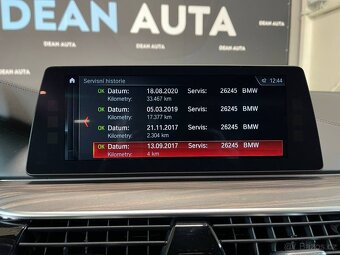 DEAN AUTA
DEAN AUTA
Servisní historie
12:44
OK Datum: 18.08.2020 Servis: 26245 BMW
Kilometry: 33.467 km
OK Datum: 05.03.2019 Servis: 26245 BMW
Kilometry: 17.377 km
OK Datum: 21.11.2017 Servis: 26245 BMW
Kilometry: 2.304 km
OK Datum: 13.09.2017 Servis: 26245 BMW
Kilometry: 4 km